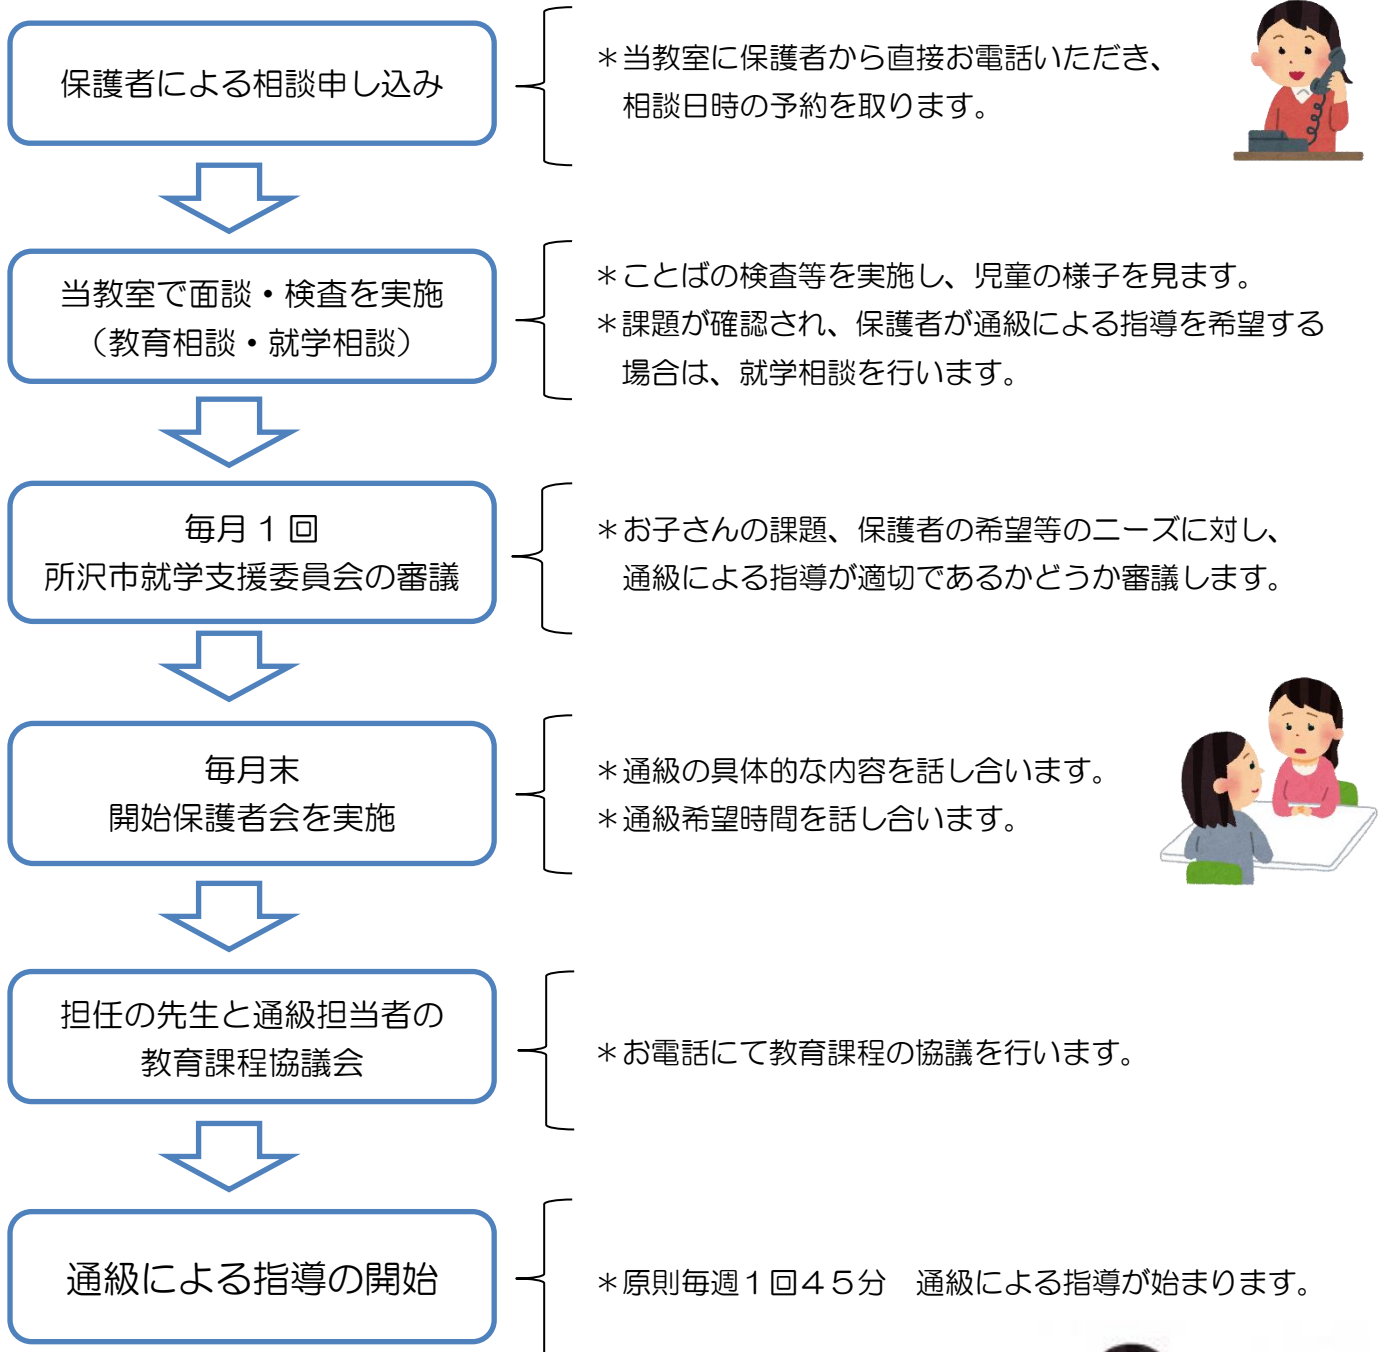 保護者による相談申し込み
＊当教室に保護者から直接お電話いただき、
相談日時の予約を取ります。
当教室で面談・検査を実施
（教育相談・就学相談）
＊ことばの検査等を実施し、児童の様子を見ます。
＊課題が確認され、保護者が通級による指導を希望する
場合は、就学相談を行います。
毎月１回
所沢市就学支援委員会の審議
＊お子さんの課題、保護者の希望等のニーズに対し、
通級による指導が適切であるかどうか審議します。
毎月末
開始保護者会を実施
＊通級の具体的な内容を話し合います。
＊通級希望時間を話し合います。
担任の先生と通級担当者の
教育課程協議会
＊お電話にて教育課程の協議を行います。
通級による指導の開始
＊原則毎週１回４５分　通級による指導が始まります。